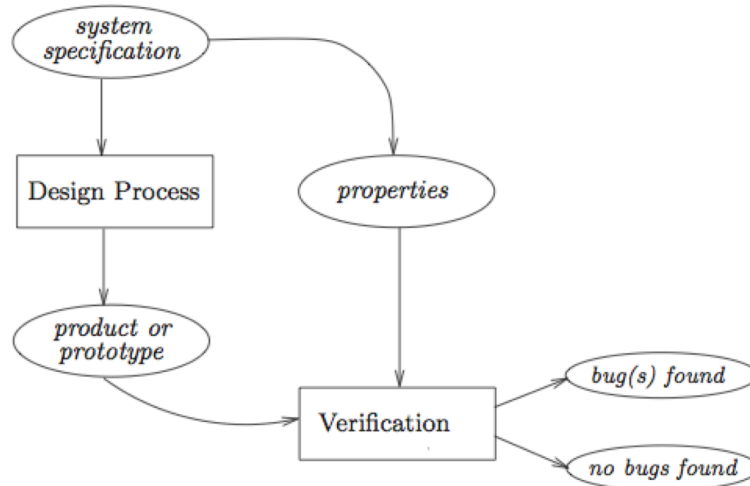 system
specification
Design Process
properties
product or
prototype
bug(s) found
Verification
no bugs found